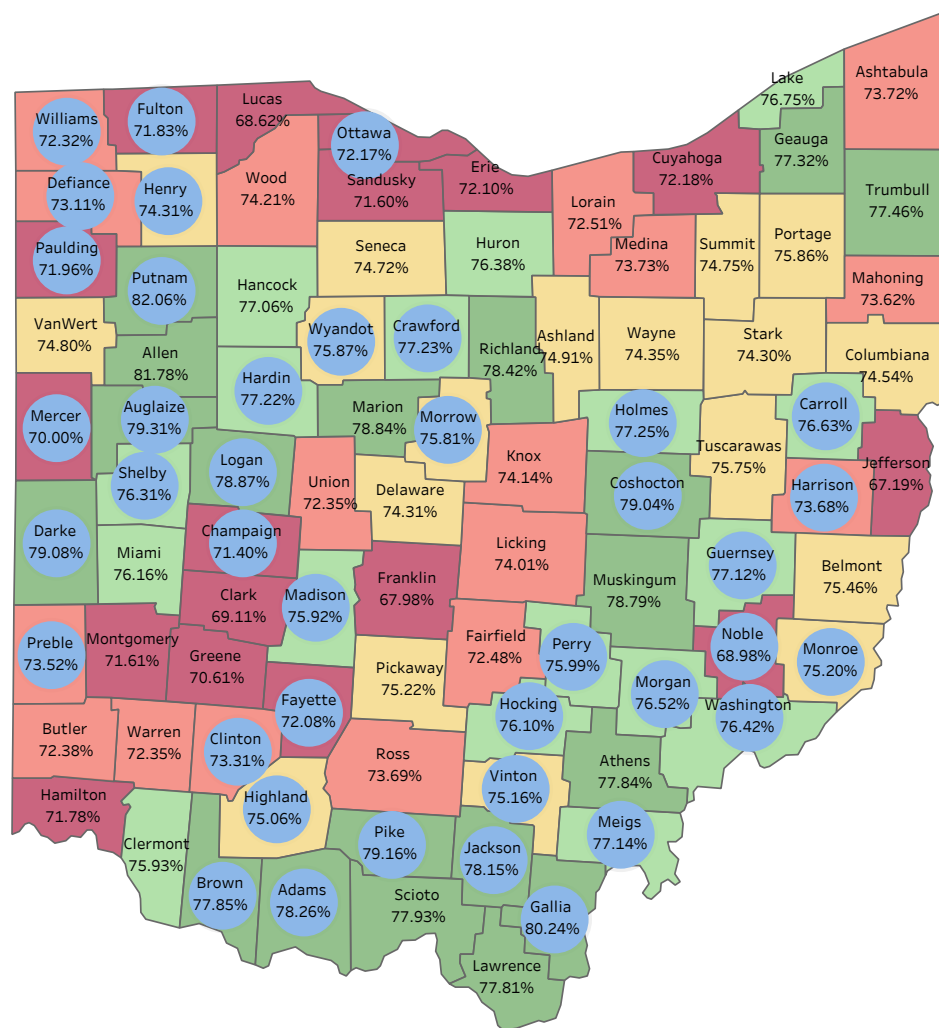 Lake
76.75%
Ashtabula
73.72%
Williams
72.32%
Fulton
71.83%
Lucas
68.62%
Ottawa
72.17%
Geauga
77.32%
Cuyahoga
72.18%
Erie
72.10%
Sandusky
71.60%
Wood
74.21%
Defiance
73.11%
Henry
74.31%
Lorain
72.51%
Trumbull
77.46%
Medina
73.73%
Summit
74.75%
Portage
75.86%
Seneca
74.72%
Huron
76.38%
Paulding
71.96%
Putnam
82.06%
Hancock
77.06%
Mahoning
73.62%
VanWert
74.80%
Wyandot
75.87%
Crawford
77.23%
Richland
78.42%
Ashland
74.91%
Wayne
74.35%
Stark
74.30%
Columbiana
74.54%
Allen
81.78%
Hardin
77.22%
Mercer
70.00%
Auglaize
79.31%
Marion
78.84%
Morrow
75.81%
Holmes
77.25%
Carroll
76.63%
Tuscarawas
75.75%
Knox
74.14%
Shelby
76.31%
Logan
78.87%
Union
72.35%
Delaware
74.31%
Coshocton
79.04%
Harrison
73.68%
Jefferson
67.19%
Darke
79.08%
Miami
76.16%
Champaign
71.40%
Licking
74.01%
Guernsey
77.12%
Belmont
75.46%
Clark
69.11%
Madison
75.92%
Franklin
67.98%
Muskingum
78.79%
Preble
73.52%
Montgomery
71.61%
Greene
70.61%
Pickaway
75.22%
Fairfield
72.48%
Perry
75.99%
Noble
68.98%
Monroe
75.20%
Morgan
76.52%
Washington
76.42%
Fayette
72.08%
Hocking
76.10%
Butler
72.38%
Warren
72.35%
Clinton
73.31%
Ross
73.69%
Athens
77.84%
Vinton
75.16%
Hamilton
71.78%
Highland
75.06%
Meigs
77.14%
Clermont
75.93%
Pike
79.16%
Jackson
78.15%
Brown
77.85%
Adams
78.26%
Scioto
77.93%
Gallia
80.24%
Lawrence
77.81%